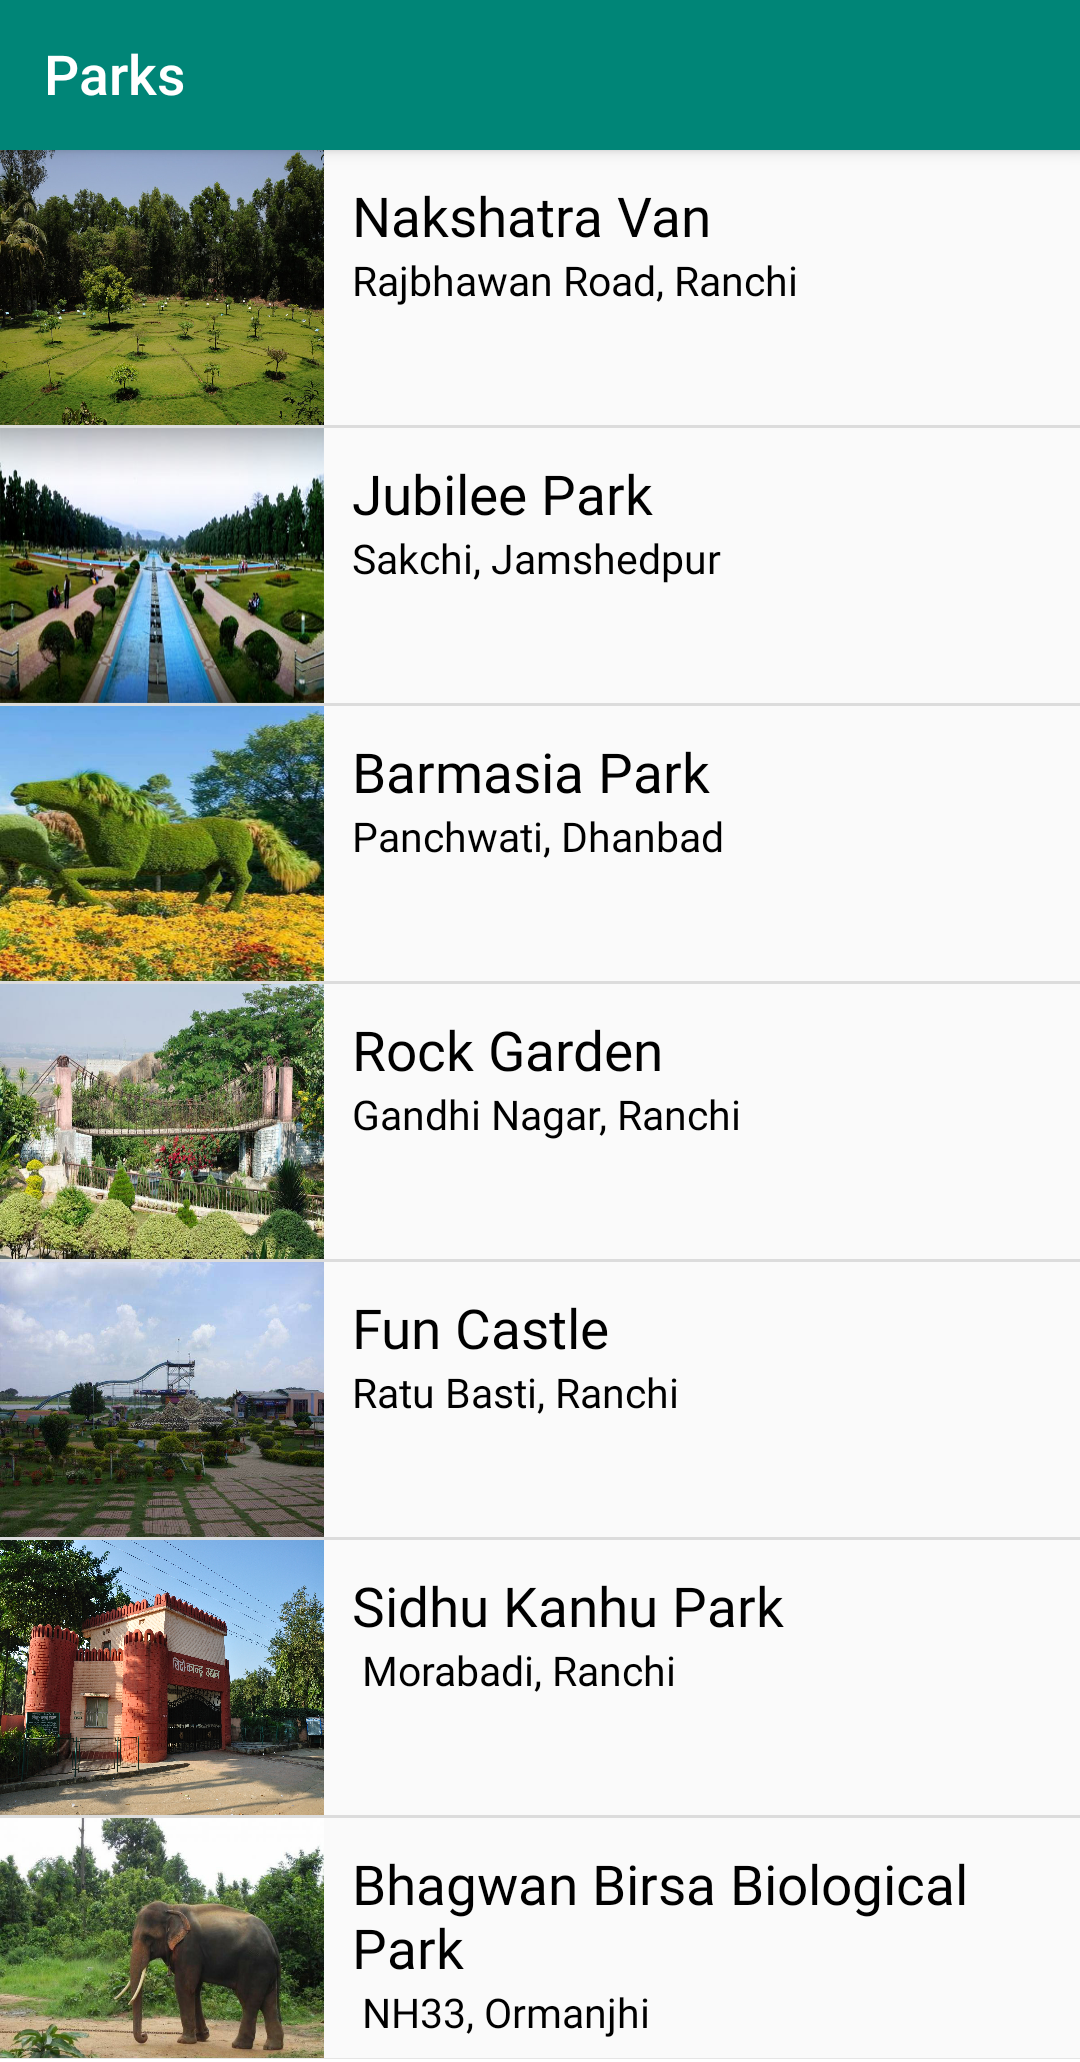 Parks
Nakshatra Van
Rajbhawan Road, Ranchi
Jubilee Park
Sakchi, Jamshedpur
Barmasia Park
Panchwati, Dhanbad
Rock Garden
Gandhi Nagar, Ranchi
Fun Castle
Ratu Basti, Ranchi
Sidhu Kanhu Park
Morabadi, Ranchi
Bhagwan Birsa Biological
Park
NH33, Ormanjhi